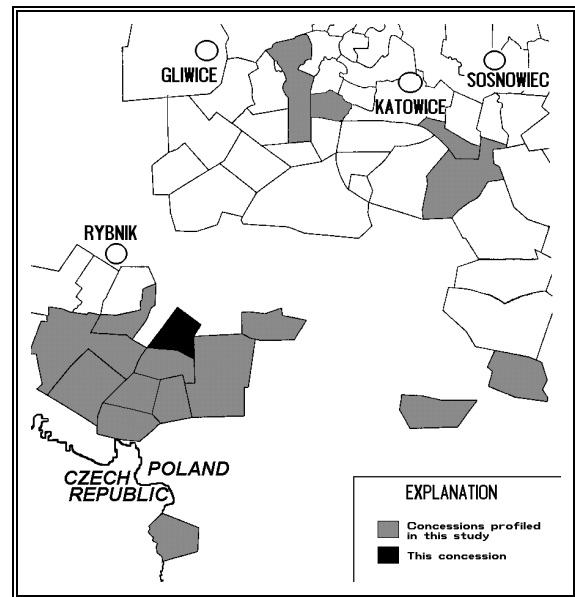 GLIWICE
SOSNOWIEC
KATOWICE
RYBNIK
CZECH
REPUBLIC
POLAND
EXPLANATION
Concessions profiled
in this study
This concession